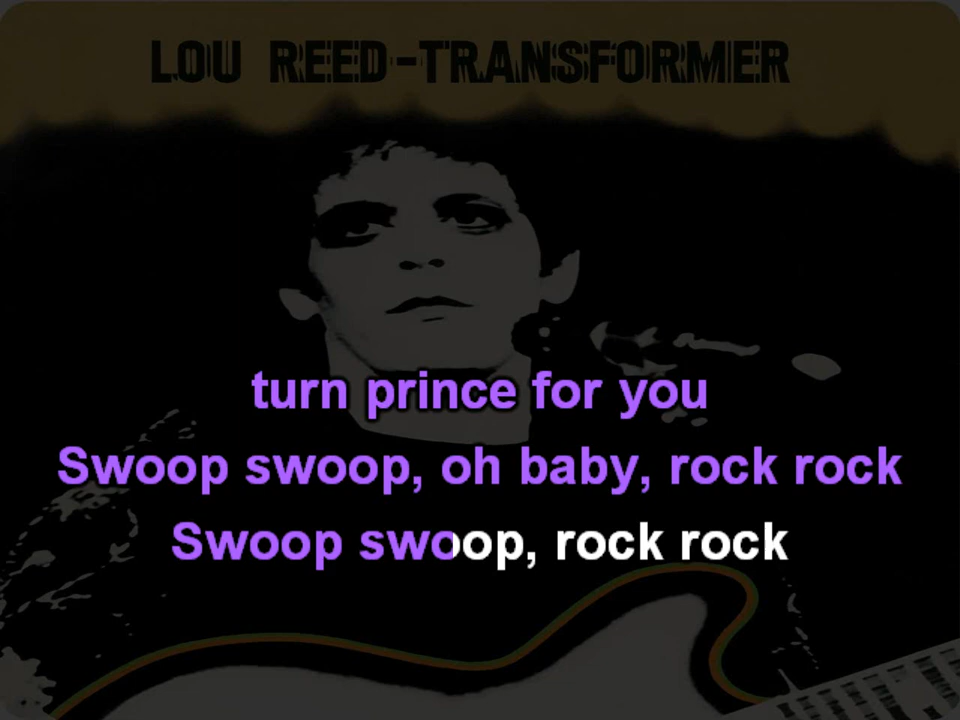 LOU REED-TRANSFORMER
turn prince for you
Swoop swoop, oh baby, rock rock
Swoop swoop, rock rock